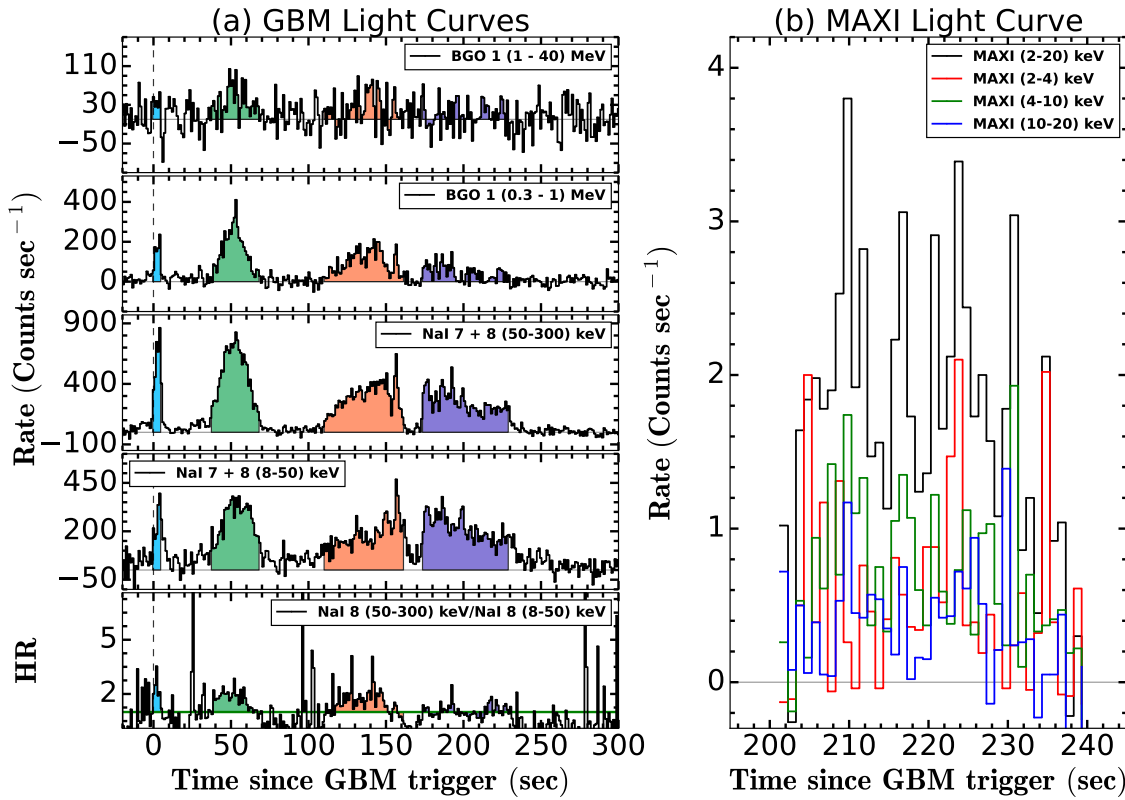 (a) GBM Light Curves
(b) MAXI Light Curve
110
30
−50
BGO 1 (1 - 40) MeV
400
200
0
BGO 1 (0.3 - 1) MeV
900
400
−100
NaI 7 + 8 (50-300) keV
450
200
−50
NaI 7 + 8 (8-50) keV
5
2
NaI 8 (50-300) keV/NaI 8 (8-50) keV
Rate (Counts sec−1)
HR
0 50 100 150 200 250 300
Time since GBM trigger (sec)
MAXI (2-20) keV
MAXI (2-4) keV
MAXI (4-10) keV
MAXI (10-20) keV
4
3
2
1
0
Rate (Counts sec−1)
200 210 220 230 240
Time since GBM trigger (sec)